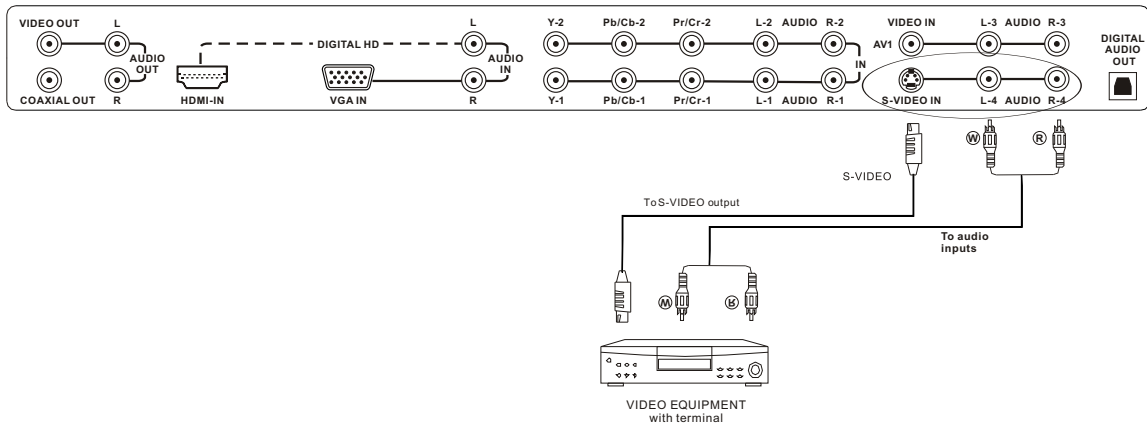 VIDEO OUT L
AUDIO OUT
COAXIAL OUT R
DIGITAL HD
HDMI-IN
VGA IN
L
AUDIO IN
R
Y-2 Pb/Cb-2 Pr/Cr-2 L-2 AUDIO R-2
IN
Y-1 Pb/Cb-1 Pr/Cr-1 L-1 AUDIO R-1
VIDEO IN L-3 AUDIO R-3
AV1
S-VIDEO IN L-4 AUDIO R-4
DIGITAL
AUDIO
OUT
W R
S-VIDEO
To S-VIDEO output
To audio
inputs
W R
VIDEO EQUIPMENT
with terminal